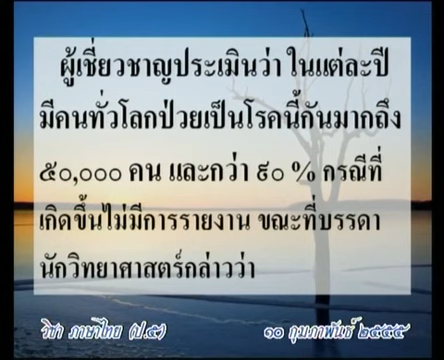 ผู้เชี่ยวชาญประเมินว่า ในแต่ละปี
มีคนทั่วโลกป่วยเป็นโรคนี้กันมากถึง
๕๐,๐๐๐ คน และกว่า ๙๐ % กรณีที่
เกิดขึ้นไม่มีการรายงาน ขณะที่บรรดา
นักวิทยาศาสตร์กล่าวว่า
วิชา ภาษาไทย (ป.๕)
๑๐ กุมภาพันธ์ ๒๕๕๕